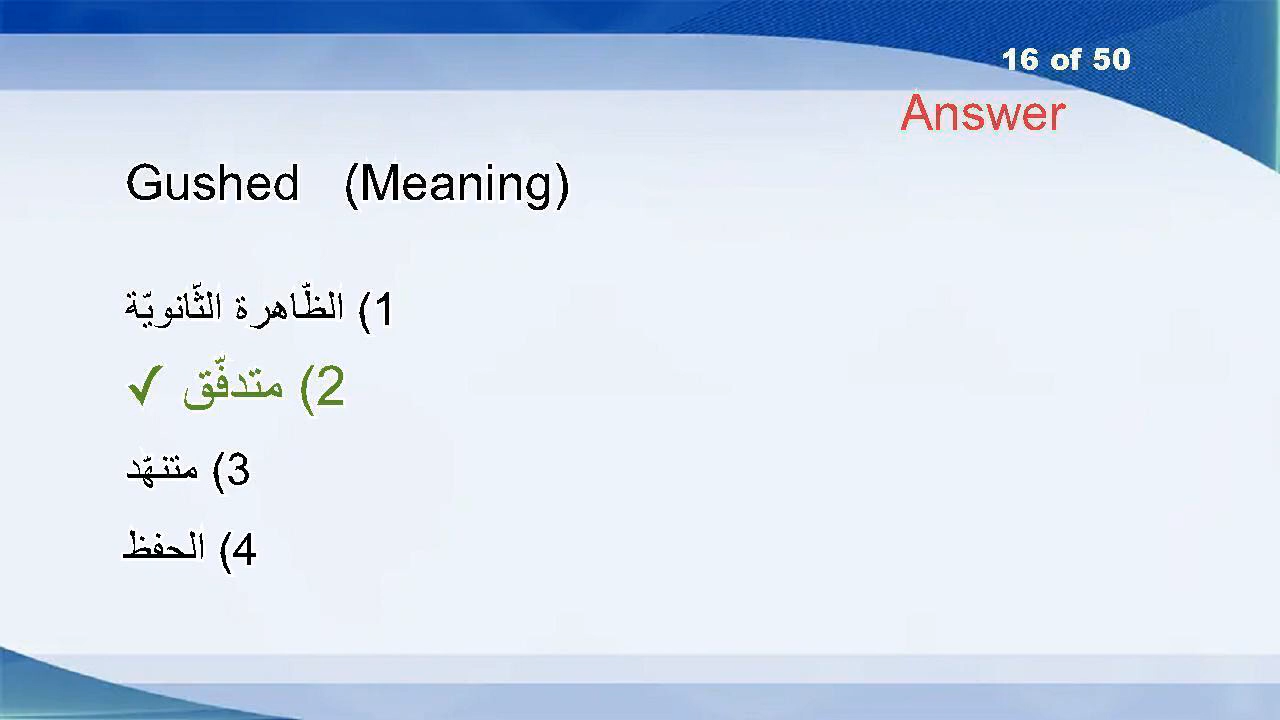 16 of 50
Answer
Gushed (Meaning)
1) الظّاهرة الثّانويّة
2) متدفّق ✓
3) متنهّد
4) الحفظ